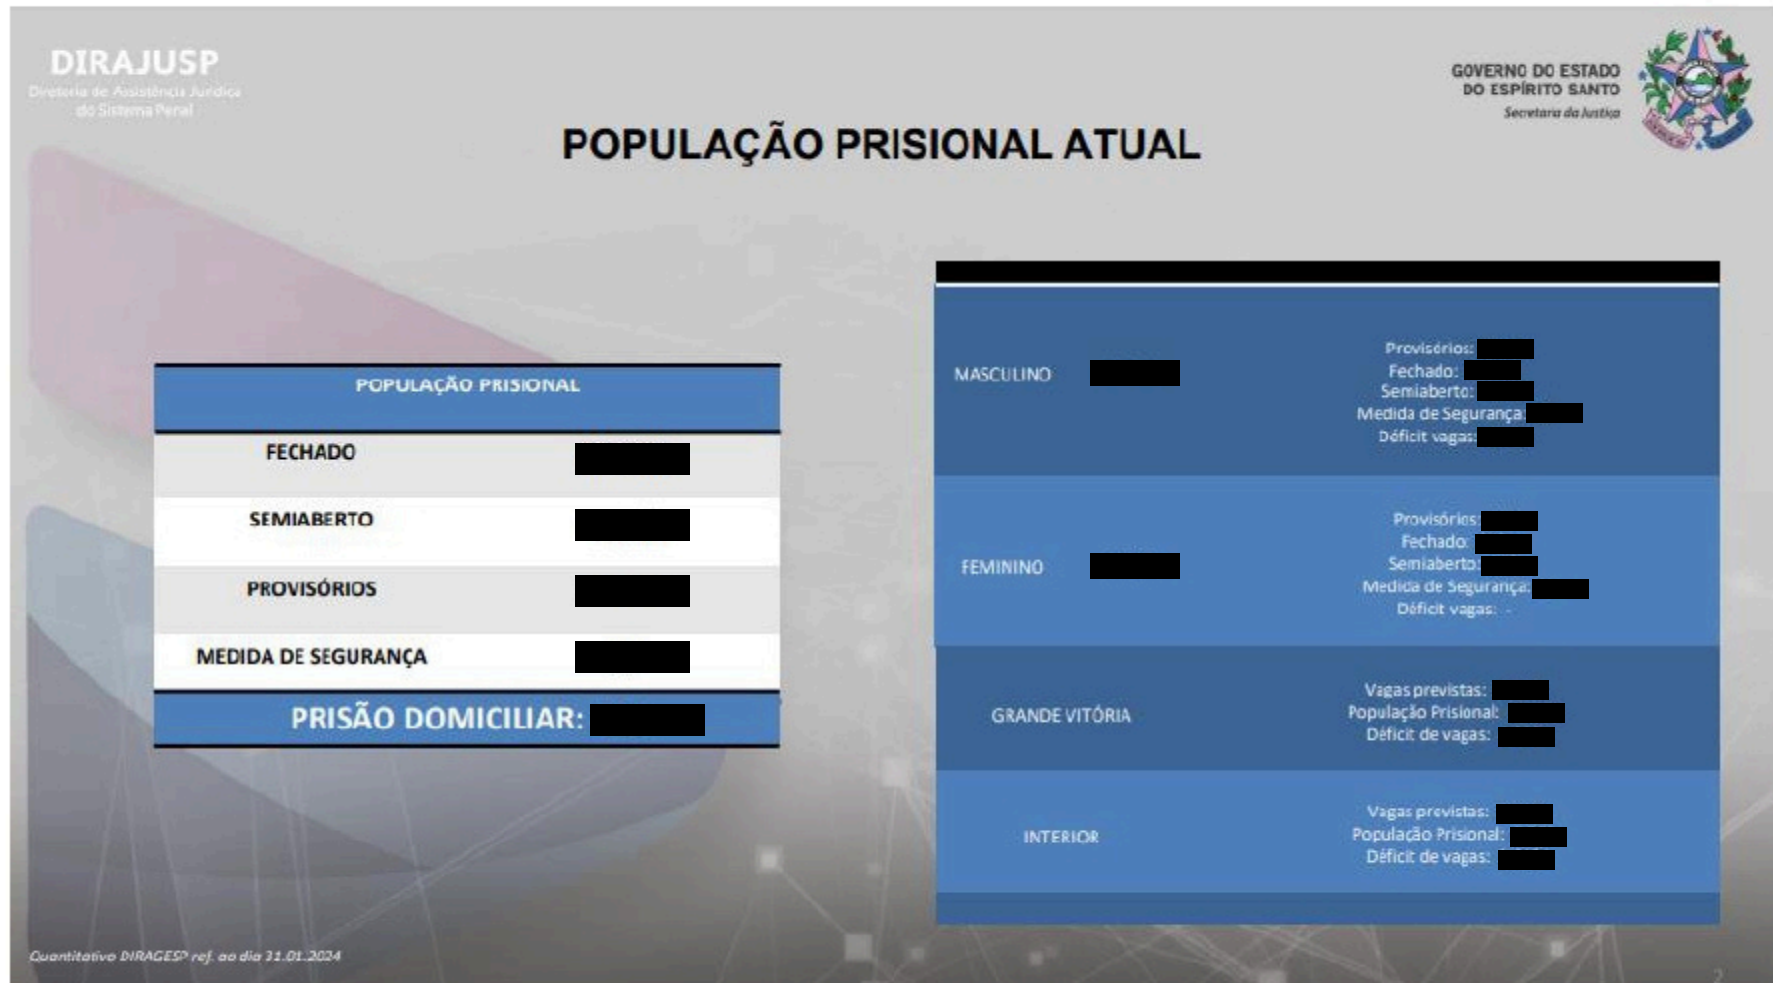 DIRAJUSP
Diretoria de Assistência Jurídica
do Sistema Penal
GOVERNO DO ESTADO
DO ESPÍRITO SANTO
Secretaria da Justiça
POPULAÇÃO PRISIONAL ATUAL
POPULAÇÃO PRISIONAL
FECHADO
SEMIABERTO
PROVISÓRIOS
MEDIDA DE SEGURANÇA
PRISÃO DOMICILIAR:
MASCULINO
Provisórios:
Fechado:
Semiaberto:
Medida de Segurança:
Déficit vagas:
FEMININO
Provisórios:
Fechado:
Semiaberto:
Medida de Segurança:
Déficit vagas: -
GRANDE VITÓRIA
Vagas previstas:
População Prisional:
Déficit de vagas:
INTERIOR
Vagas previstas:
População Prisional:
Déficit de vagas:
Quantitativo DIRAGESP ref. ao dia 31.01.2024
2